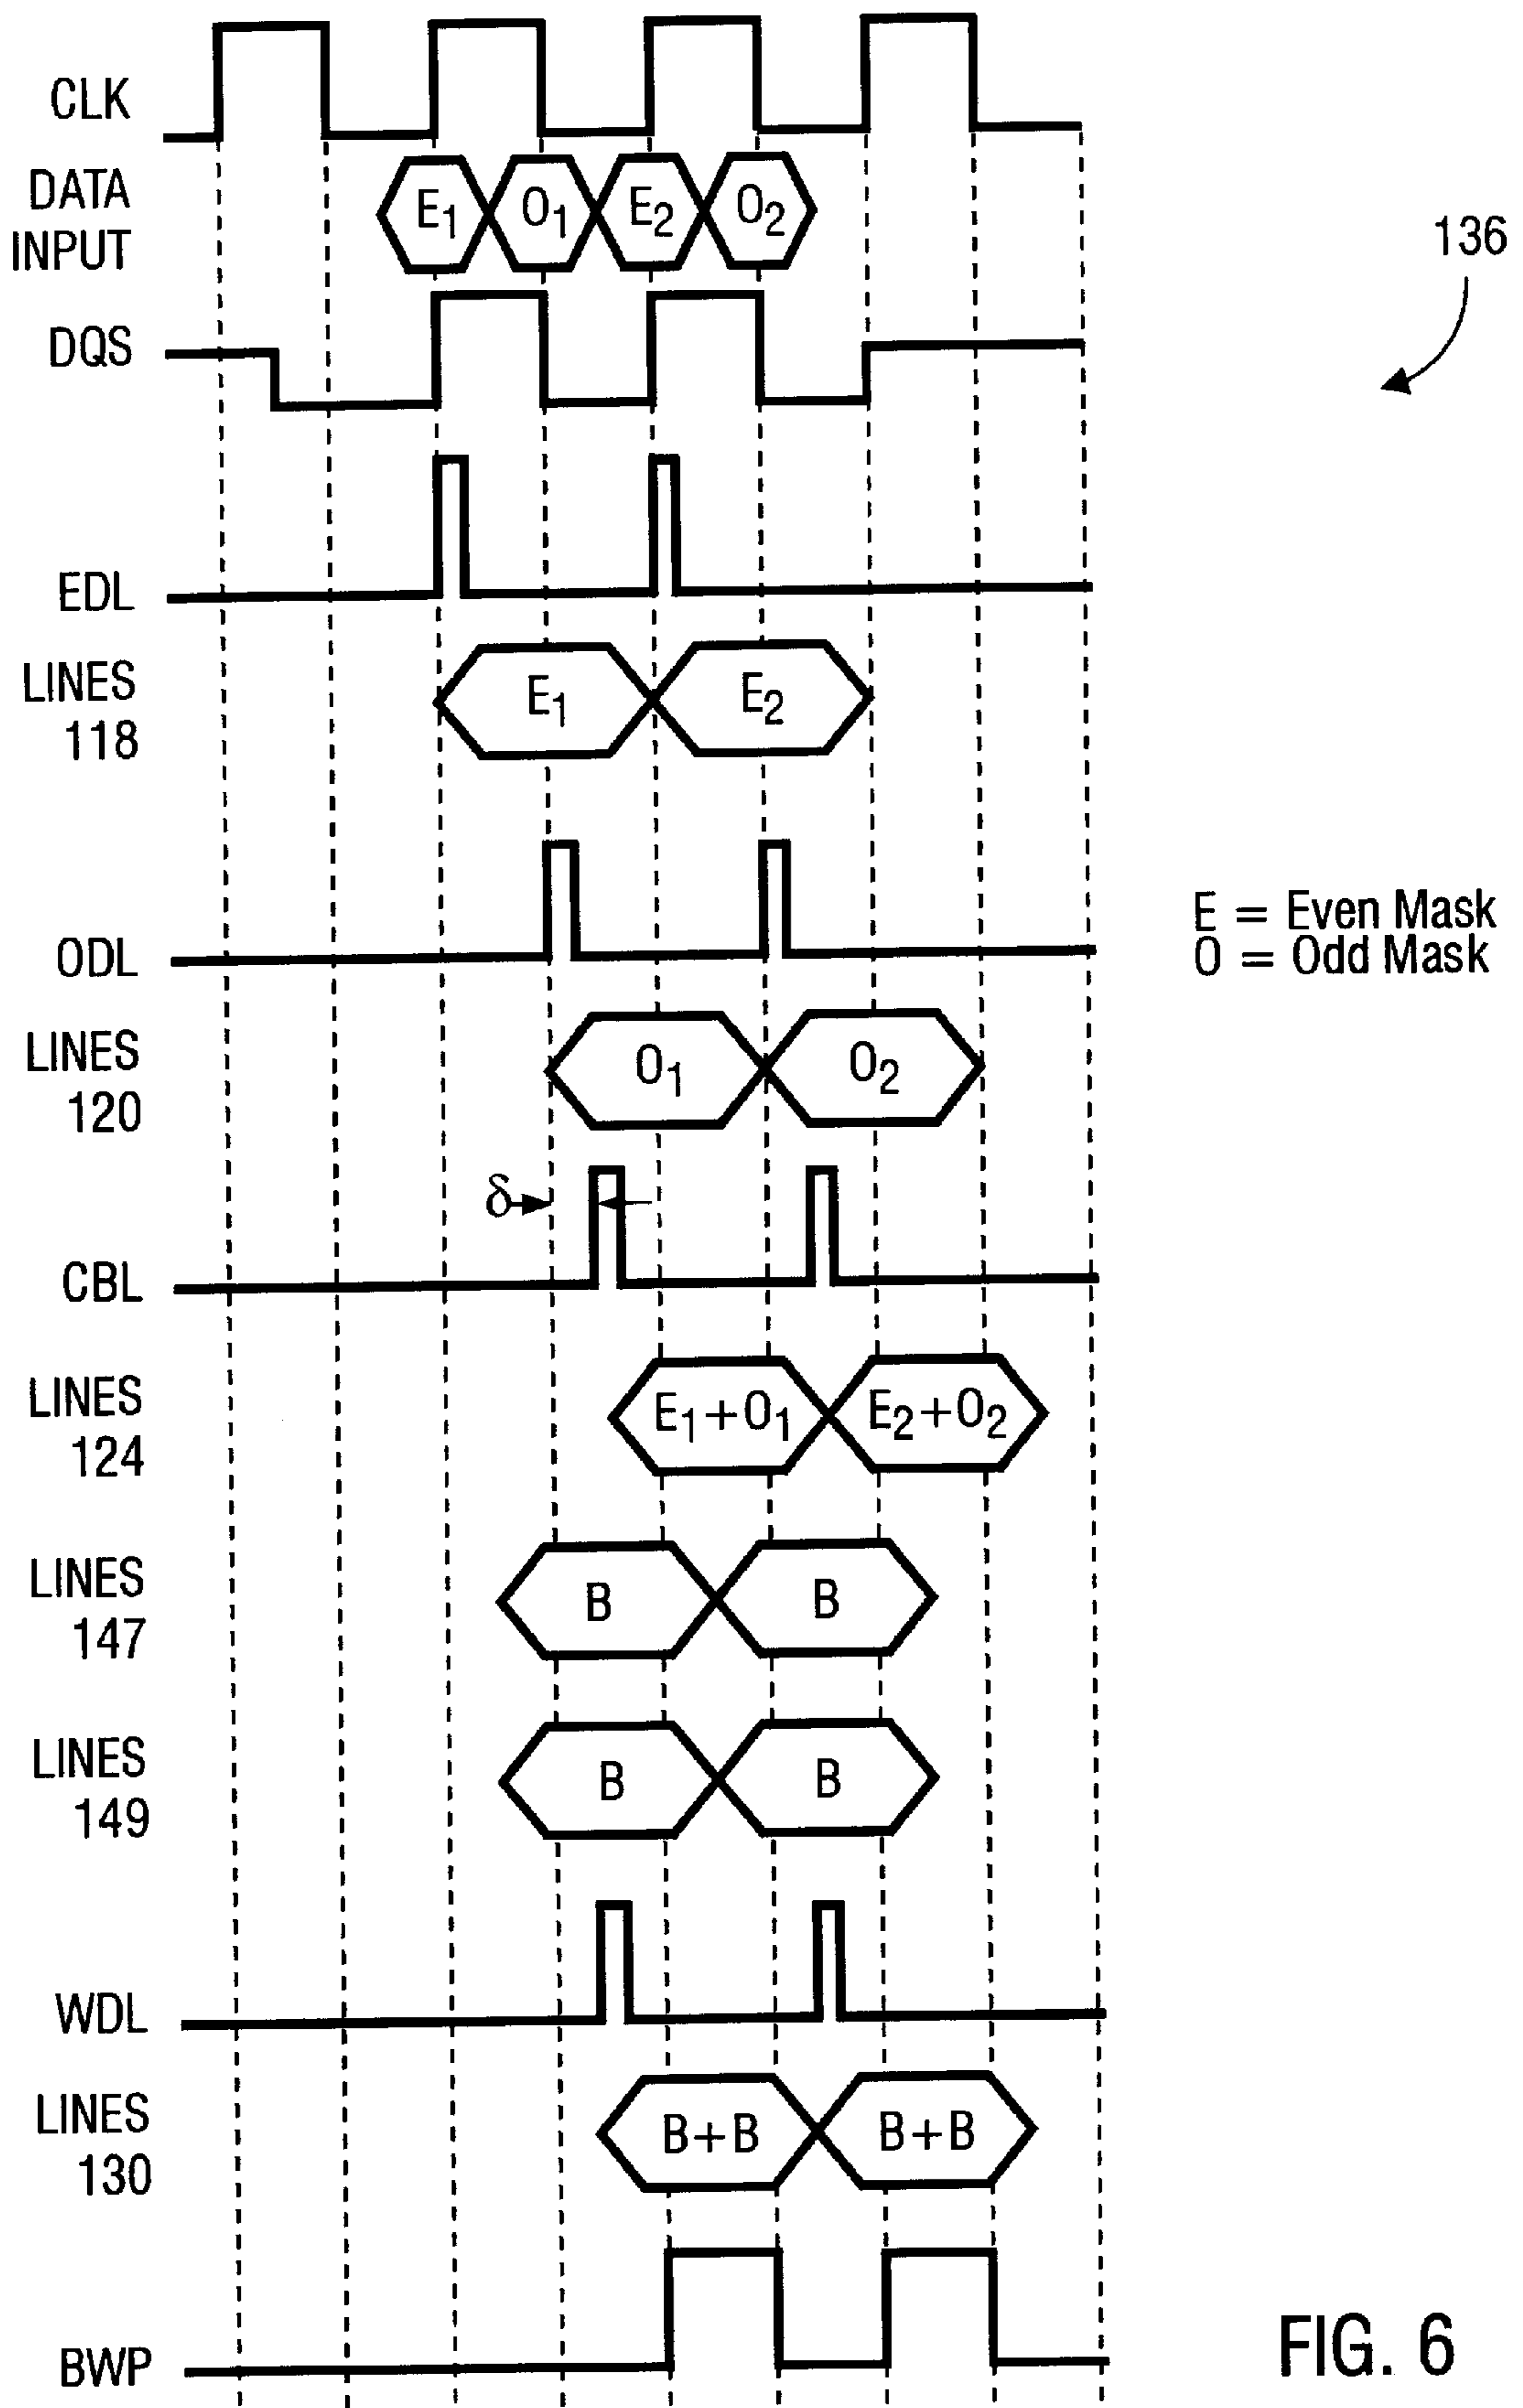 CLK
DATA
INPUT
E1 O1 E2 O2
136
DQS
EDL
LINES
118
E1 E2
ODL
E = Even Mask
O = Odd Mask
LINES
120
O1 O2
δ
CBL
LINES
124
E1+O1 E2+O2
LINES
147
B B
LINES
149
B B
WDL
LINES
130
B+B B+B
BWP
FIG. 6